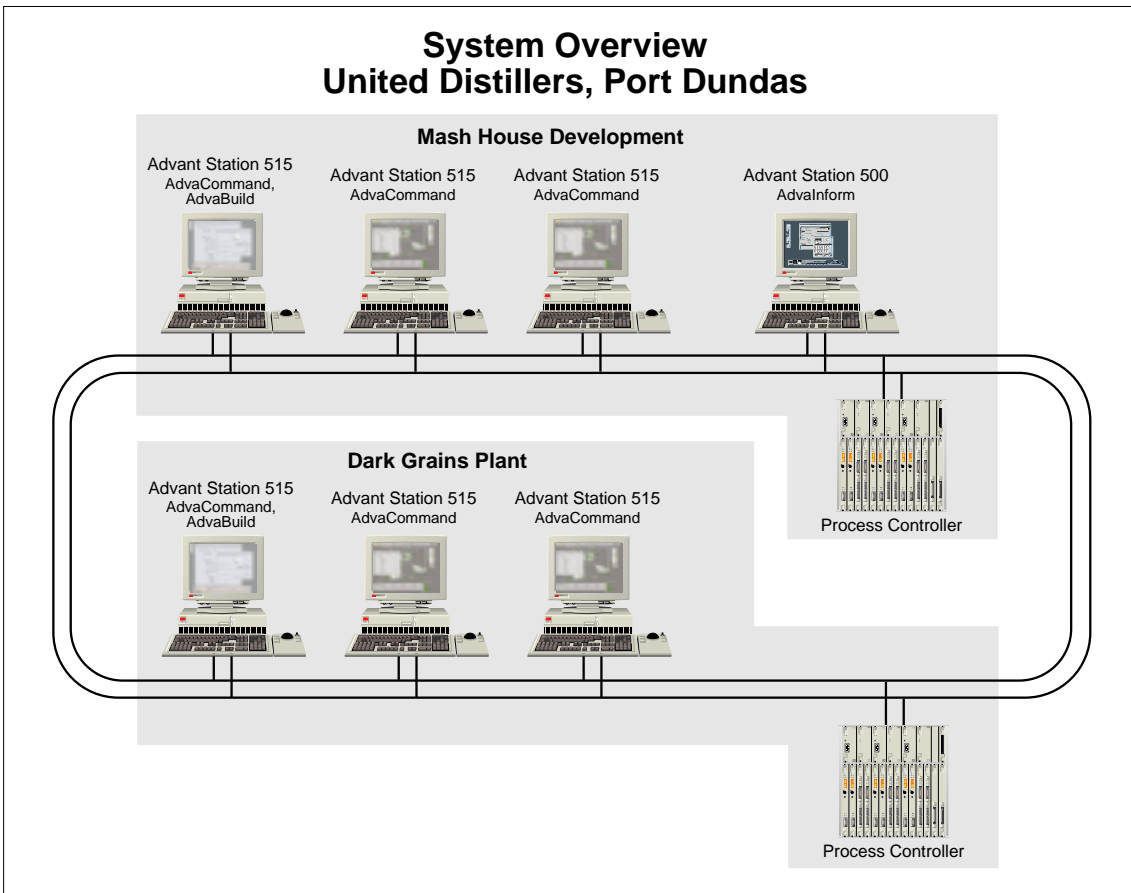 System Overview
United Distillers, Port Dundas
Mash House Development
Advant Station 515
AdvaCommand,
AdvaBuild
Advant Station 515
AdvaCommand
Advant Station 515
AdvaCommand
Advant Station 500
AdvaInform
Process Controller
Dark Grains Plant
Advant Station 515
AdvaCommand,
AdvaBuild
Advant Station 515
AdvaCommand
Advant Station 515
AdvaCommand
Process Controller